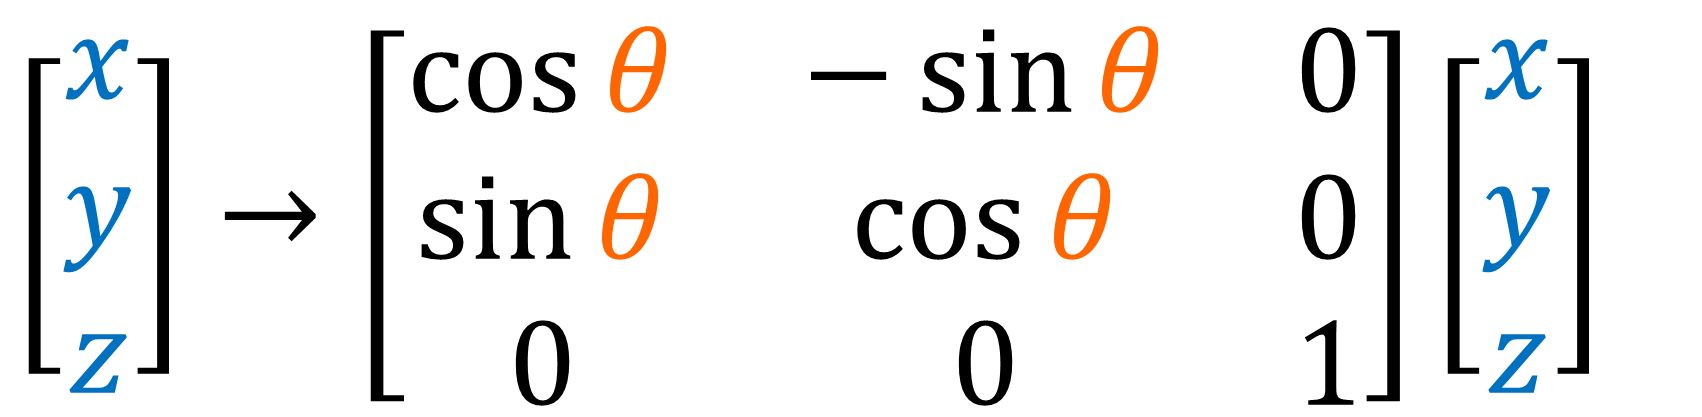 x cos θ − sin θ 0 x
y → sin θ cos θ 0 y
z 0 0 1 z